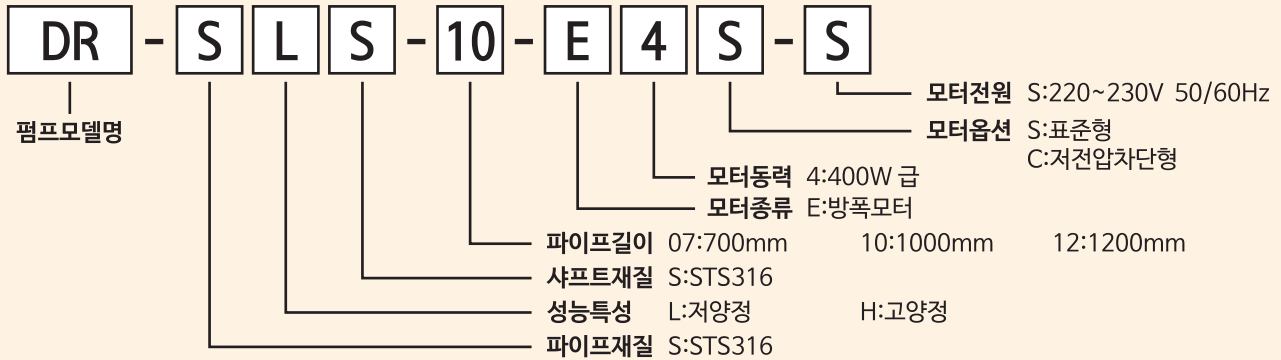 DR - S L S - 10 - E 4 S - S
펌프모델명
모터전원 S:220~230V 50/60Hz
모터옵션 S:표준형
C:저전압차단형
모터동력 4:400W 급
모터종류 E:방폭모터
파이프길이 07:700mm 10:1000mm 12:1200mm
샤프트재질 S:STS316
성능특성 L:저양정 H:고양정
파이프재질 S:STS316